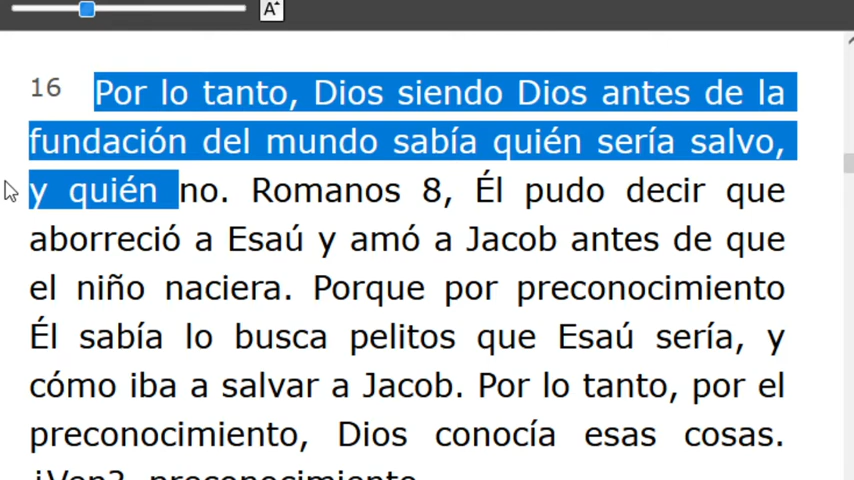 A
16 Por lo tanto, Dios siendo Dios antes de la
fundación del mundo sabía quién sería salvo,
y quién no. Romanos 8, Él pudo decir que
aborreció a Esaú y amó a Jacob antes de que
el niño naciera. Porque por preconocimiento
Él sabía lo busca pelitos que Esaú sería, y
cómo iba a salvar a Jacob. Por lo tanto, por el
preconocimiento, Dios conocía esas cosas.
¿Ven?, preconocimiento